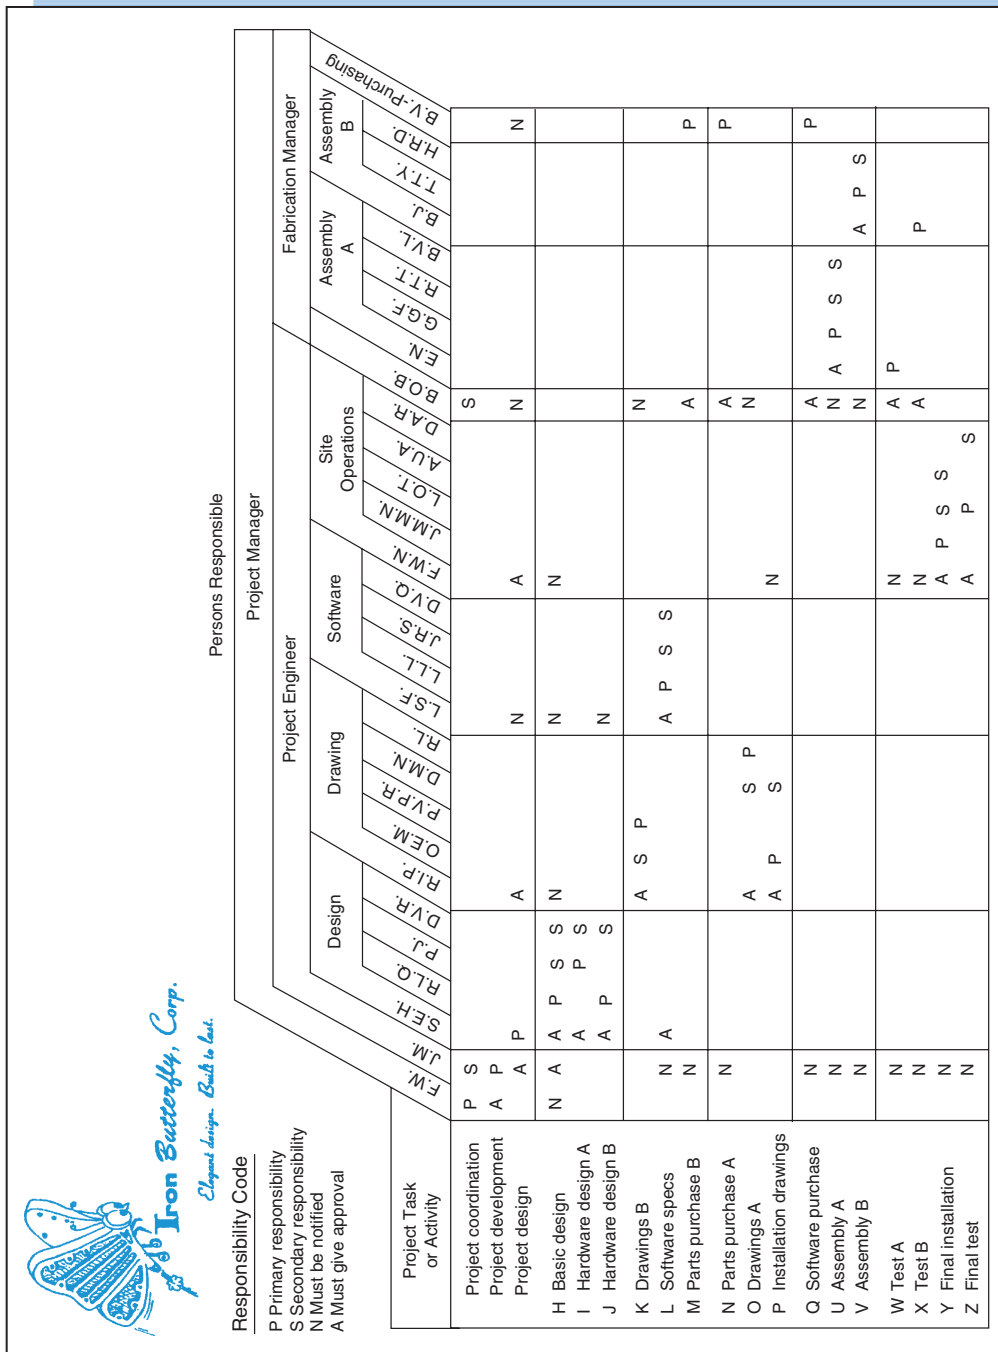 Iron Butterfly, Corp.
Elegant design. Built to last.
Responsibility Code
P Primary responsibility
S Secondary responsibility
N Must be notified
A Must give approval
Persons Responsible
Project Manager
Project Engineer Fabrication Manager
Design Drawing Software Site Operations Assembly A Assembly B
Project Task
or Activity
F.W. J.M. S.E.H. R.L.Q. P.J. D.V.R. R.I.P. O.E.M. P.V.P.R. D.M.N. R.L. L.S.F. L.L.L. J.R.S. D.V.Q. F.W.N. J.M.M.N. L.O.T. A.U.A. D.A.R. B.O.B. E.N. G.G.F. R.T.T. B.V.L. B.J. T.T.Y. H.R.D. B.V.-Purchasing
Project coordination P S S
Project development A P
Project design A P A N A N N
H Basic design N A A P S S N N N
I Hardware design A A P S
J Hardware design B A P S N
K Drawings B A S P N
L Software specs N A A P S S
M Parts purchase B N A P
N Parts purchase A N A P
O Drawings A A S P N
P Installation drawings A P S N
Q Software purchase N A P
U Assembly A N N A P S S
V Assembly B N N A P S
W Test A N N A P
X Test B N N A P
Y Final installation N A P S S
Z Final test N A P S